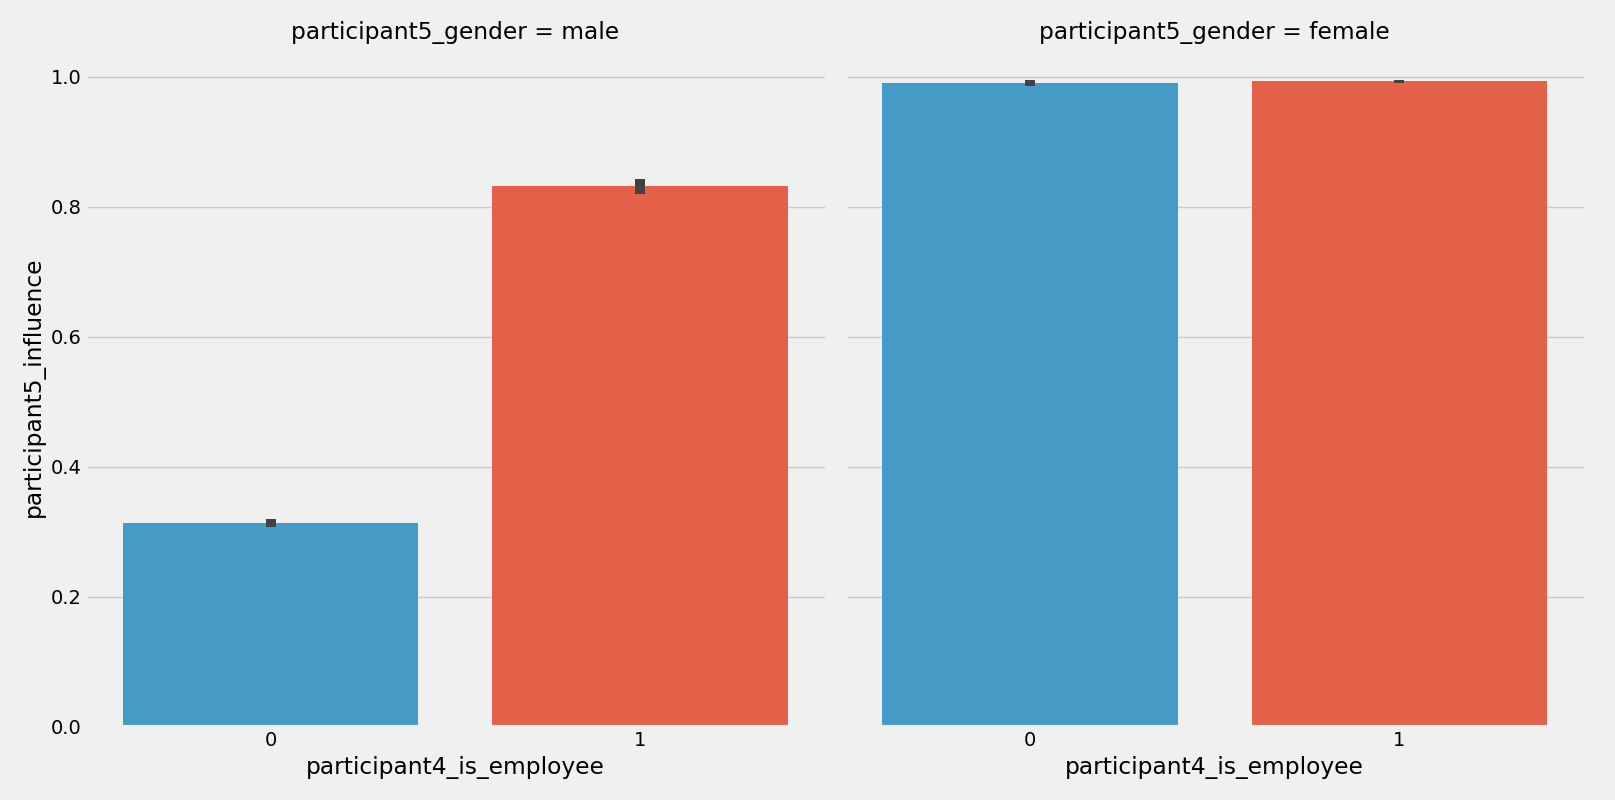 participant5_gender = male
participant5_gender = female
participant5_influence
1.0
0.8
0.6
0.4
0.2
0.0
0
1
0
1
participant4_is_employee
participant4_is_employee